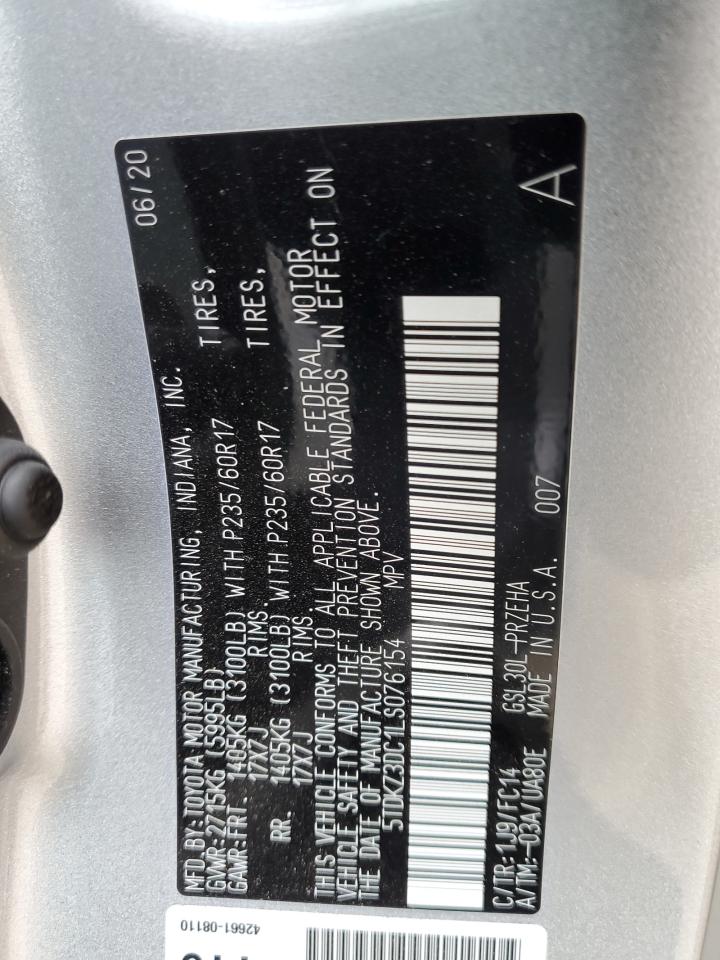 MFD BY: TOYOTA MOTOR MANUFACTURING, INDIANA, INC. 06/20
GVWR: 2715KG (5995LB)
GAWR: FRT. 1405KG (3100LB) WITH P235/60R17 TIRES,
17X7J RIMS.
RR. 1405KG (3100LB) WITH P235/60R17 TIRES,
17X7J RIMS
THIS VEHICLE CONFORMS TO ALL APPLICABLE FEDERAL MOTOR
VEHICLE SAFETY AND THEFT PREVENTION STANDARDS IN EFFECT ON
THE DATE OF MANUFACTURE SHOWN ABOVE.
5TDKZ3DC1LS076154 MPV
C/TR: 1J9/FC14 GSL30L-PRZEHA A
A/TM: -03A/UA80E MADE IN U.S.A. 007
42661-08110